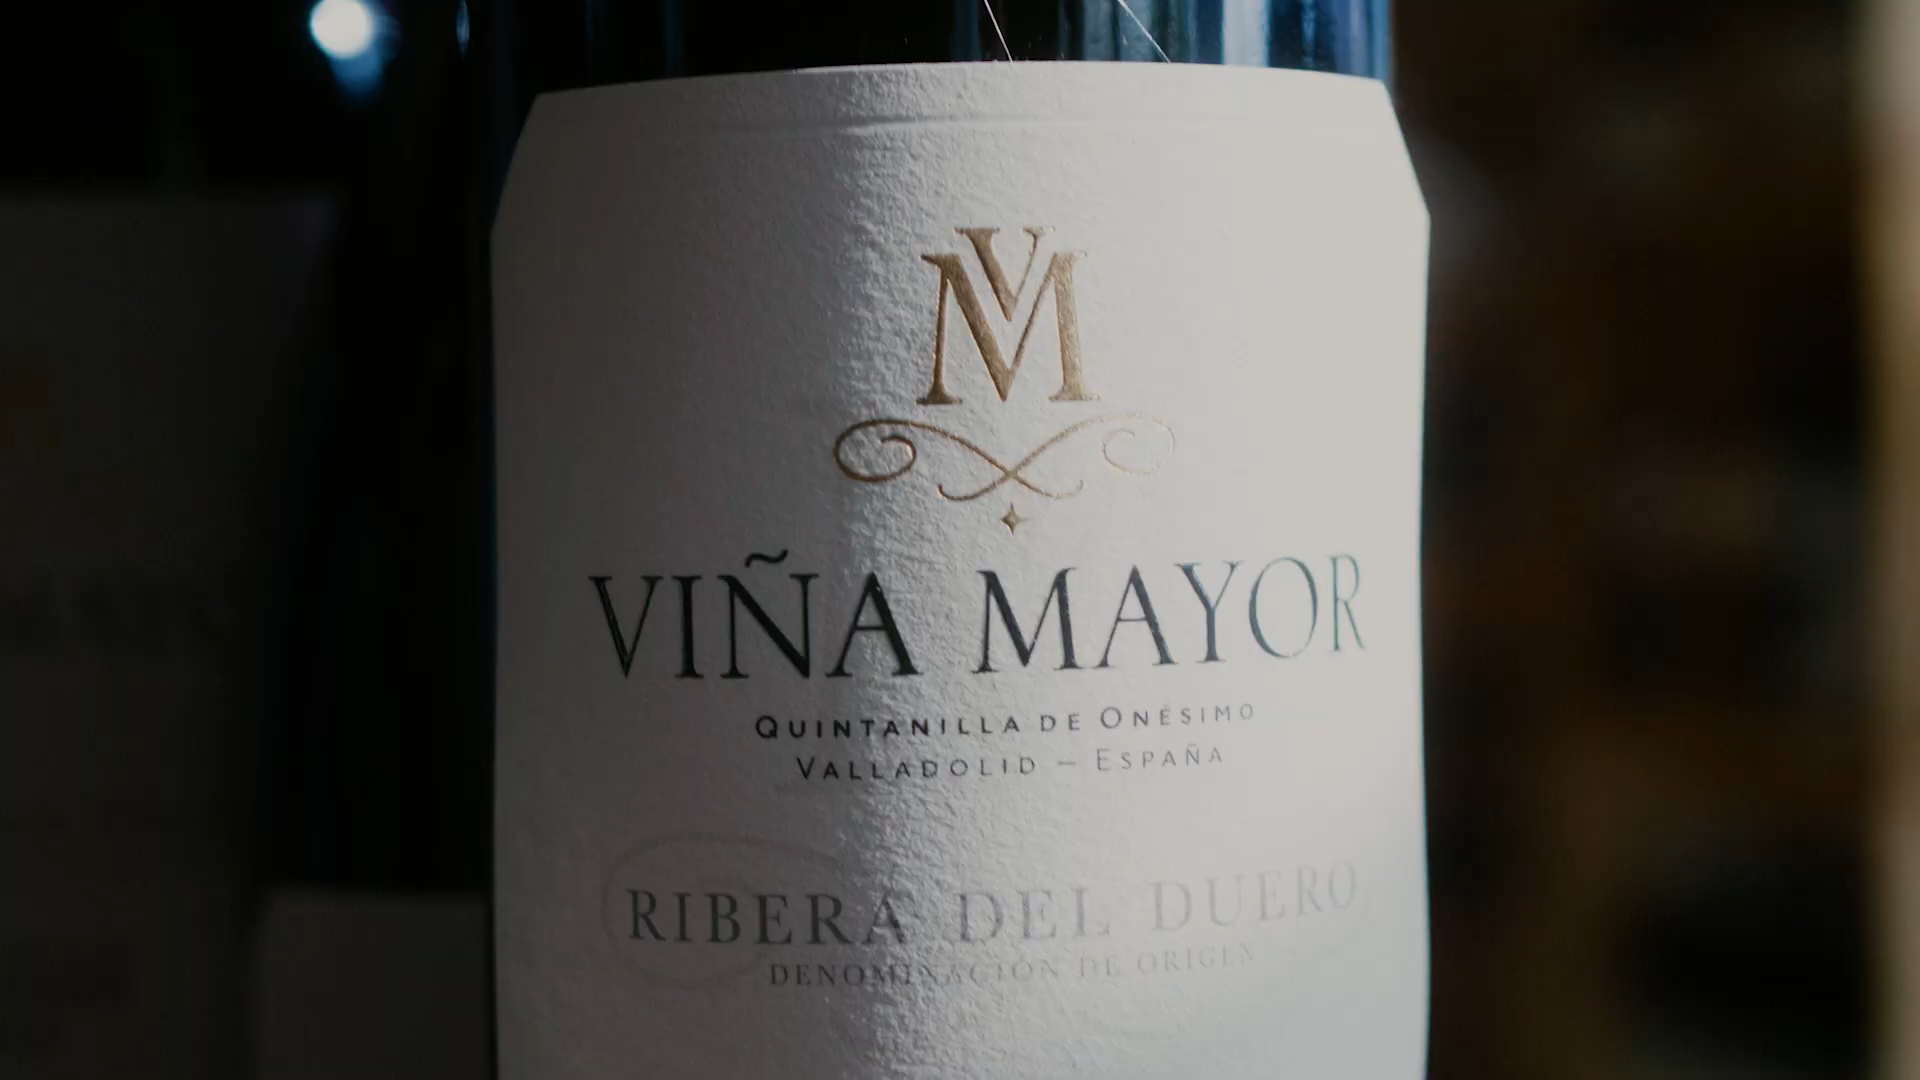 VM
VIÑA MAYOR
QUINTANILLA DE ONÉSIMO
VALLADOLID – ESPAÑA
RIBERA DEL DUERO
DENOMINACIÓN DE ORIGEN